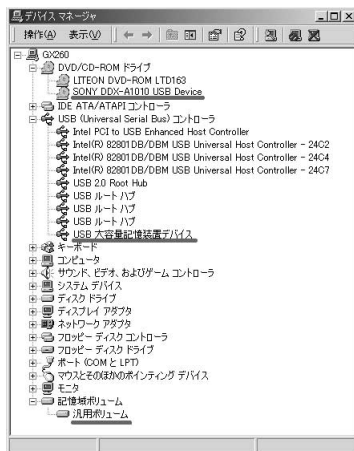 デバイス マネージャ
操作(A) 表示(V)
GX260
DVD/CD-ROM ドライブ
LITEON DVD-ROM LTD163
SONY DDX-A1010 USB Device
IDE ATA/ATAPI コントローラ
USB (Universal Serial Bus) コントローラ
Intel PCI to USB Enhanced Host Controller
Intel(R) 82801DB/DBM USB Universal Host Controller - 24C2
Intel(R) 82801DB/DBM USB Universal Host Controller - 24C4
Intel(R) 82801DB/DBM USB Universal Host Controller - 24C7
USB 2.0 Root Hub
USB ルート ハブ
USB ルート ハブ
USB ルート ハブ
USB 大容量記憶装置デバイス
キーボード
コンピュータ
サウンド、ビデオ、およびゲーム コントローラ
システム デバイス
ディスク ドライブ
ディスプレイ アダプタ
ネットワーク アダプタ
フロッピー ディスク コントローラ
フロッピー ディスク ドライブ
ポート (COM と LPT)
マウスとそのほかのポインティング デバイス
モニタ
記憶域ボリューム
汎用ボリューム